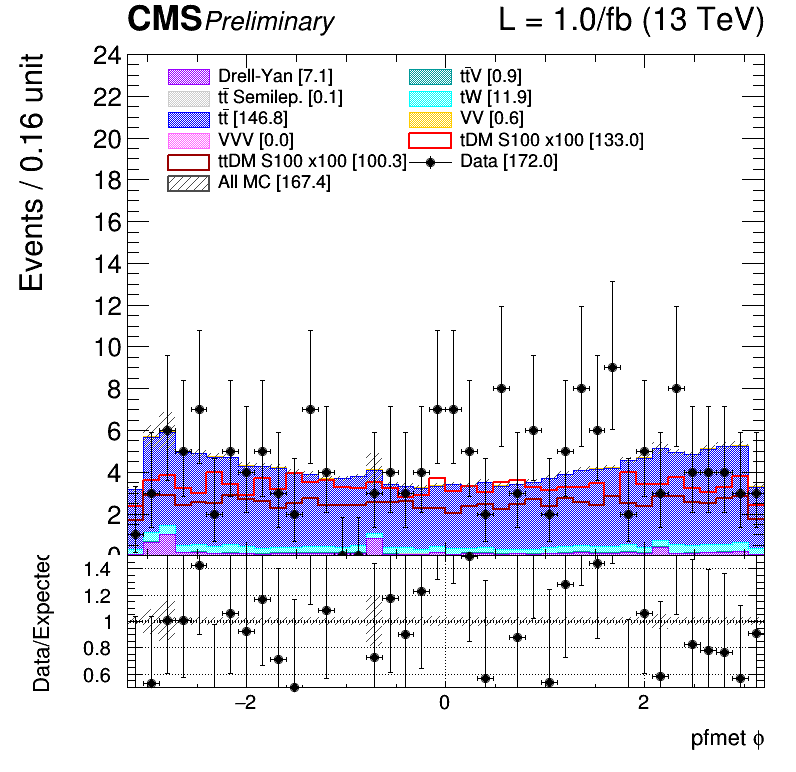 CMS Preliminary L = 1.0/fb (13 TeV)
Events / 0.16 unit
24
22
20
18
16
14
12
10
8
6
4
2
0
Drell-Yan [7.1]
tt̄ Semilep. [0.1]
tt̄ [146.8]
VVV [0.0]
ttDM S100 x100 [100.3]
All MC [167.4]
tt̄V [0.9]
tW [11.9]
VV [0.6]
tDM S100 x100 [133.0]
Data [172.0]
Data/Expected
1.4
1.2
1
0.8
0.6
−2 0 2
pfmet ϕ